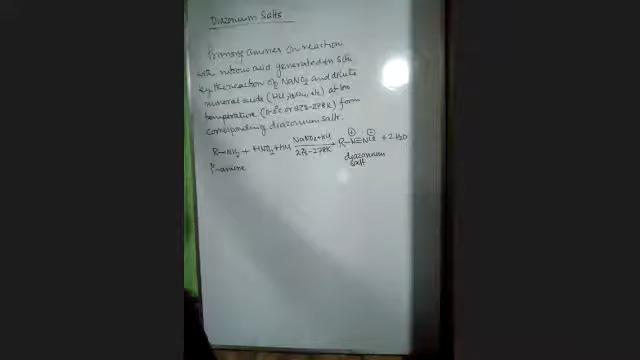 Diazonium Salts
Primary amines on reaction
with nitrous acid generated in situ
by the reaction of NaNO2 and dilute
mineral acids (HCl, H2SO4 etc) at low
temperature (0-5°C or 273-278K) form
corresponding diazonium salts.
R-NH2 + HNO2 + HCl NaNO2+HCl 273-278K R-N≡N Cl + 2H2O
1°-amine diazonium
salt